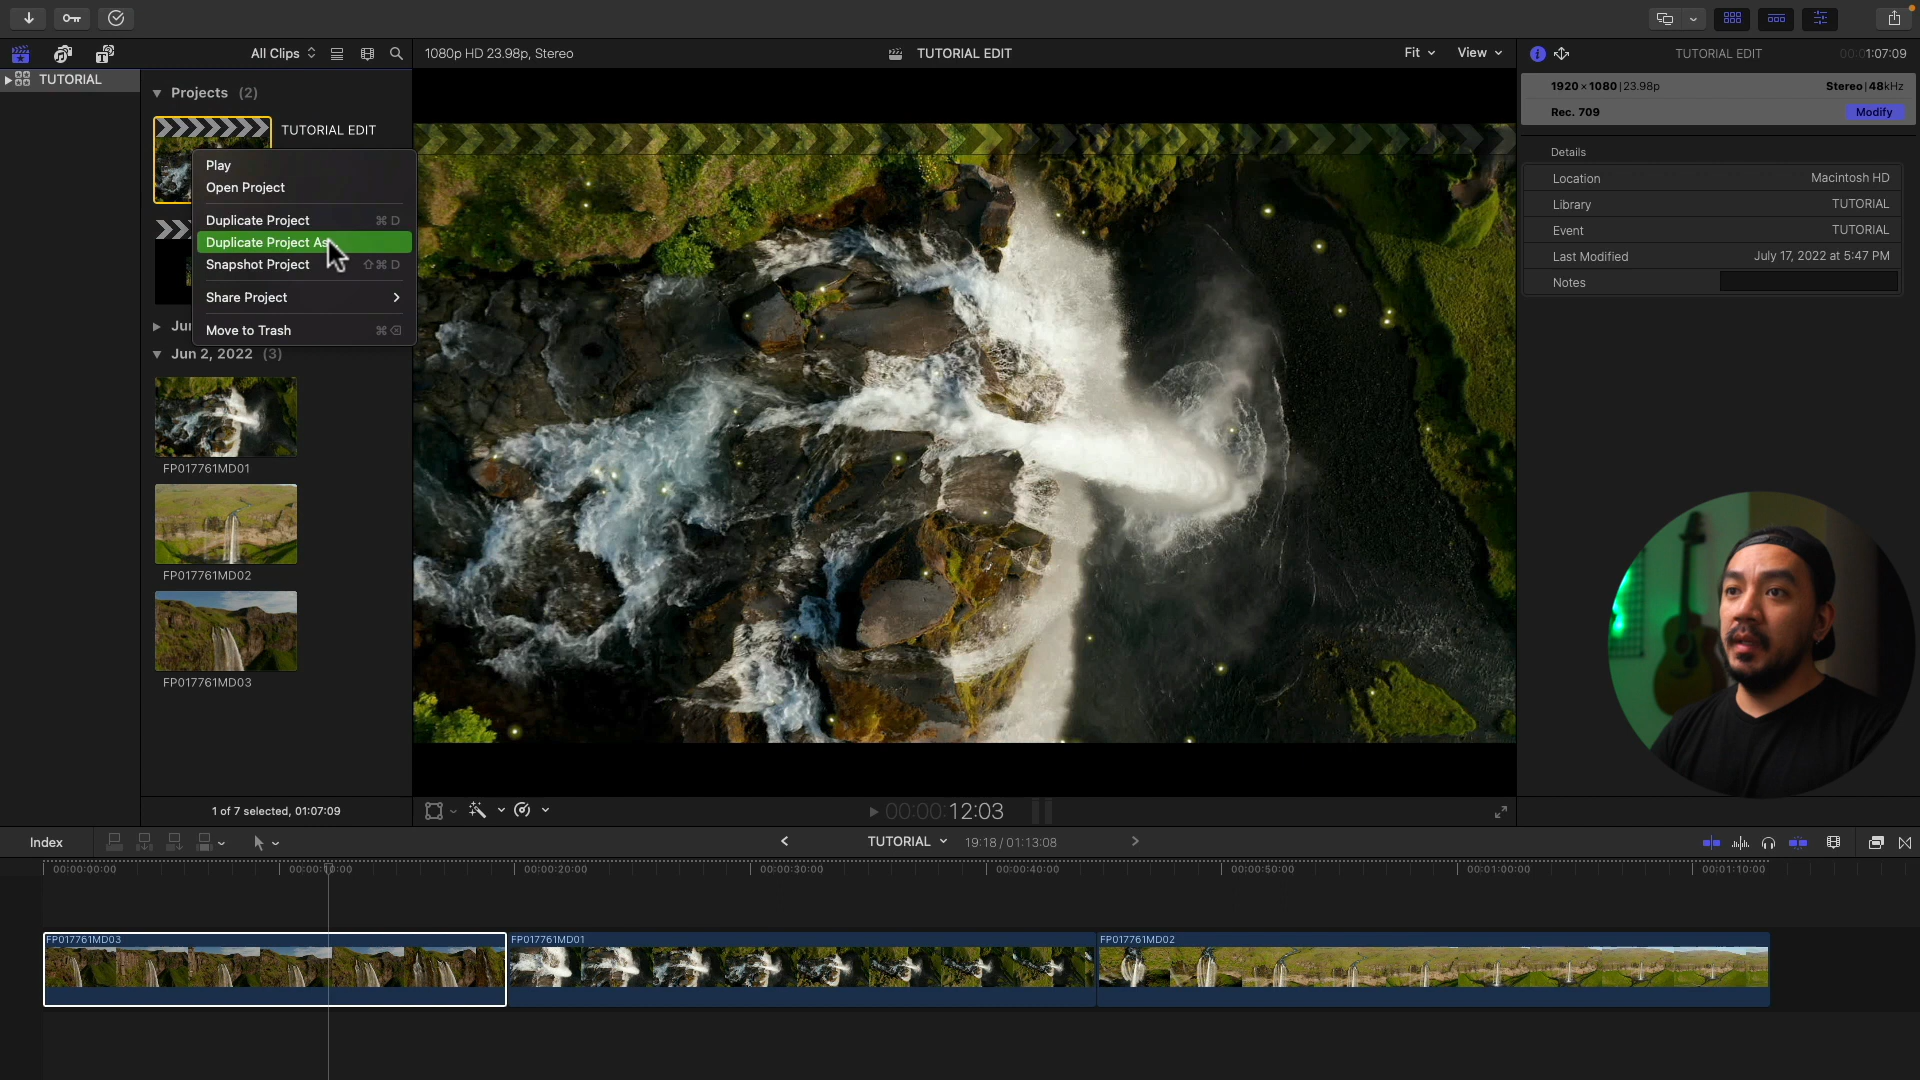 All Clips
1080p HD 23.98p, Stereo
TUTORIAL EDIT
Fit
View
TUTORIAL EDIT
00:01:07:09
TUTORIAL
Projects (2)
TUTORIAL EDIT
Play
Open Project
Duplicate Project ⌘ D
Duplicate Project As
Snapshot Project ⇧⌘ D
Share Project
Move to Trash ⌘ ⌫
Jun 2, 2022 (3)
FP017761MD01
FP017761MD02
FP017761MD03
1 of 7 selected, 01:07:09
1920 × 1080 | 23.98p
Stereo | 48kHz
Rec. 709
Modify
Details
Location Macintosh HD
Library TUTORIAL
Event TUTORIAL
Last Modified July 17, 2022 at 5:47 PM
Notes
00:00:12:03
Index
TUTORIAL
19:18 / 01:13:08
00:00:00:00
00:00:10:00
00:00:20:00
00:00:30:00
00:00:40:00
00:00:50:00
00:01:00:00
00:01:10:00
FP017761MD03
FP017761MD01
FP017761MD02